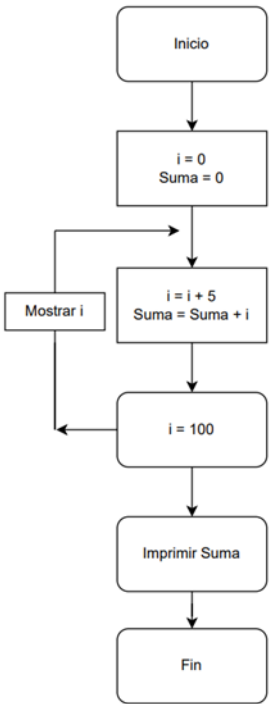 Inicio
i = 0
Suma = 0
Mostrar i
i = i + 5
Suma = Suma + i
i = 100
Imprimir Suma
Fin